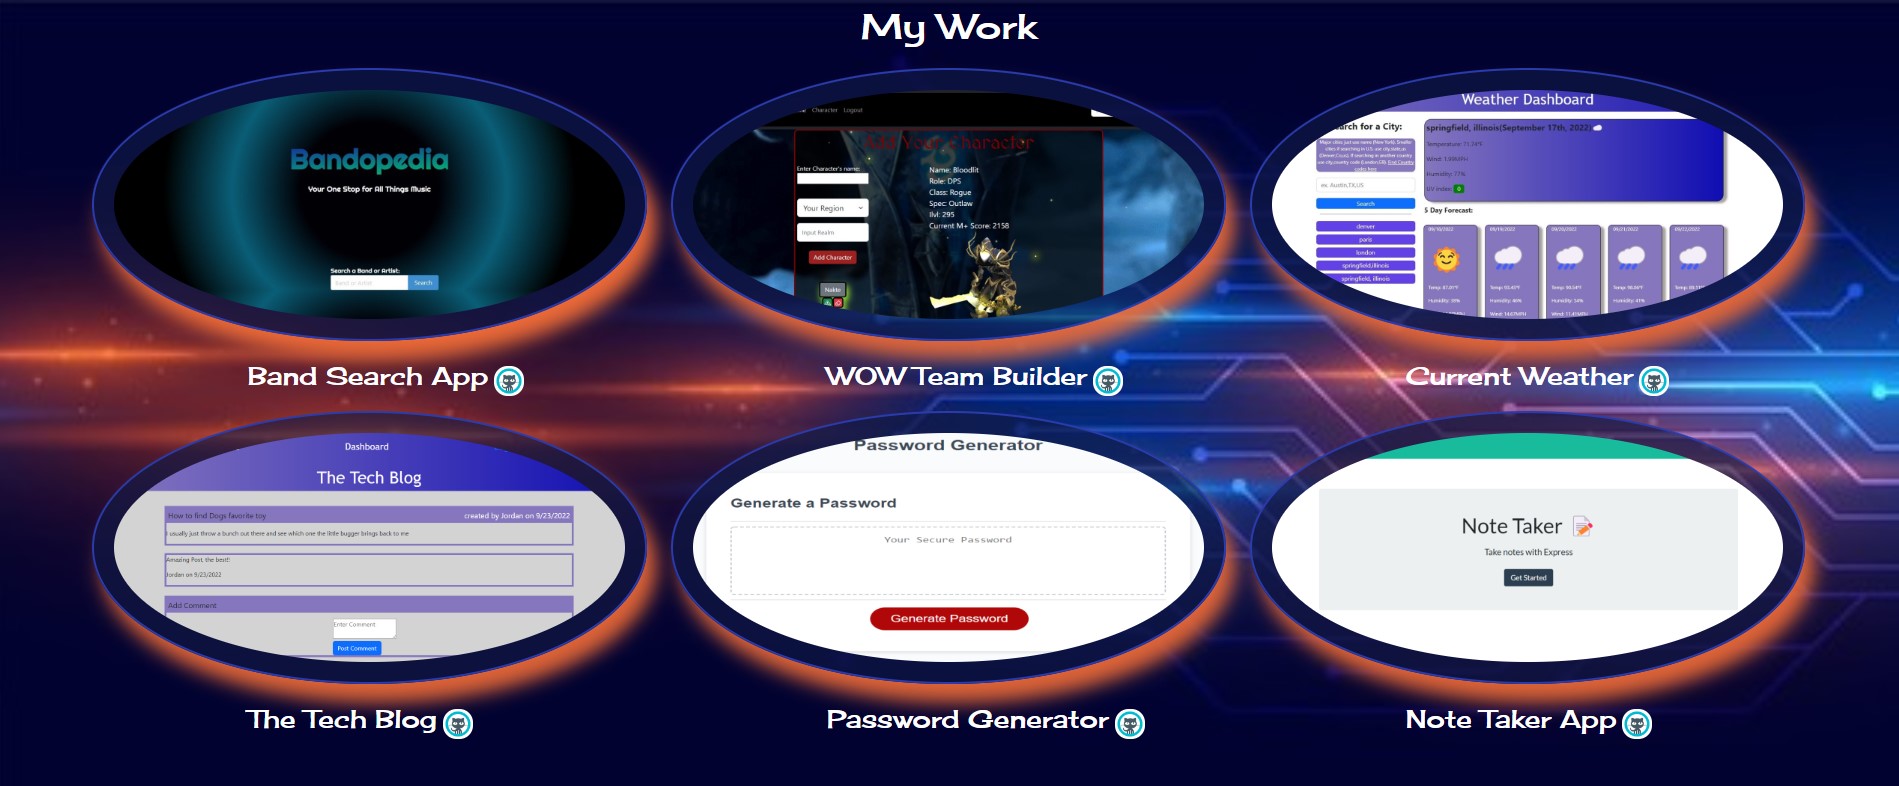 My Work
Bandopedia
Your One Stop for All Things Music
Search a Band or Artist:
Band or Artist
Search
Band Search App
Character Logout
Add Your Character
Enter Character's name:
Your Region
Input Realm
Add Character
Nalito
Name: Bloodlit
Role: DPS
Class: Rogue
Spec: Outlaw
Ilvl: 295
Current M+ Score: 2158
WOW Team Builder
Weather Dashboard
arch for a City:
ex. Austin,TX,US
Search
denver
paris
london
springfield,illinois
springfield, illinois
springfield, illinois(September 17th, 2022)
Temperature: 71.74°F
Humidity: 77%
UV Index: 0
5 Day Forecast:
Current Weather
Dashboard
The Tech Blog
How to find Dogs favorite toy
created by Jordan on 9/23/2022
I usually just throw a bunch out there and see which one the little bugger brings back to me
Amazing Post, the best!!
Jordan on 9/23/2022
Add Comment
Enter Comment
Post Comment
The Tech Blog
Password Generator
Generate a Password
Your Secure Password
Generate Password
Password Generator
Note Taker
Take notes with Express
Get Started
Note Taker App